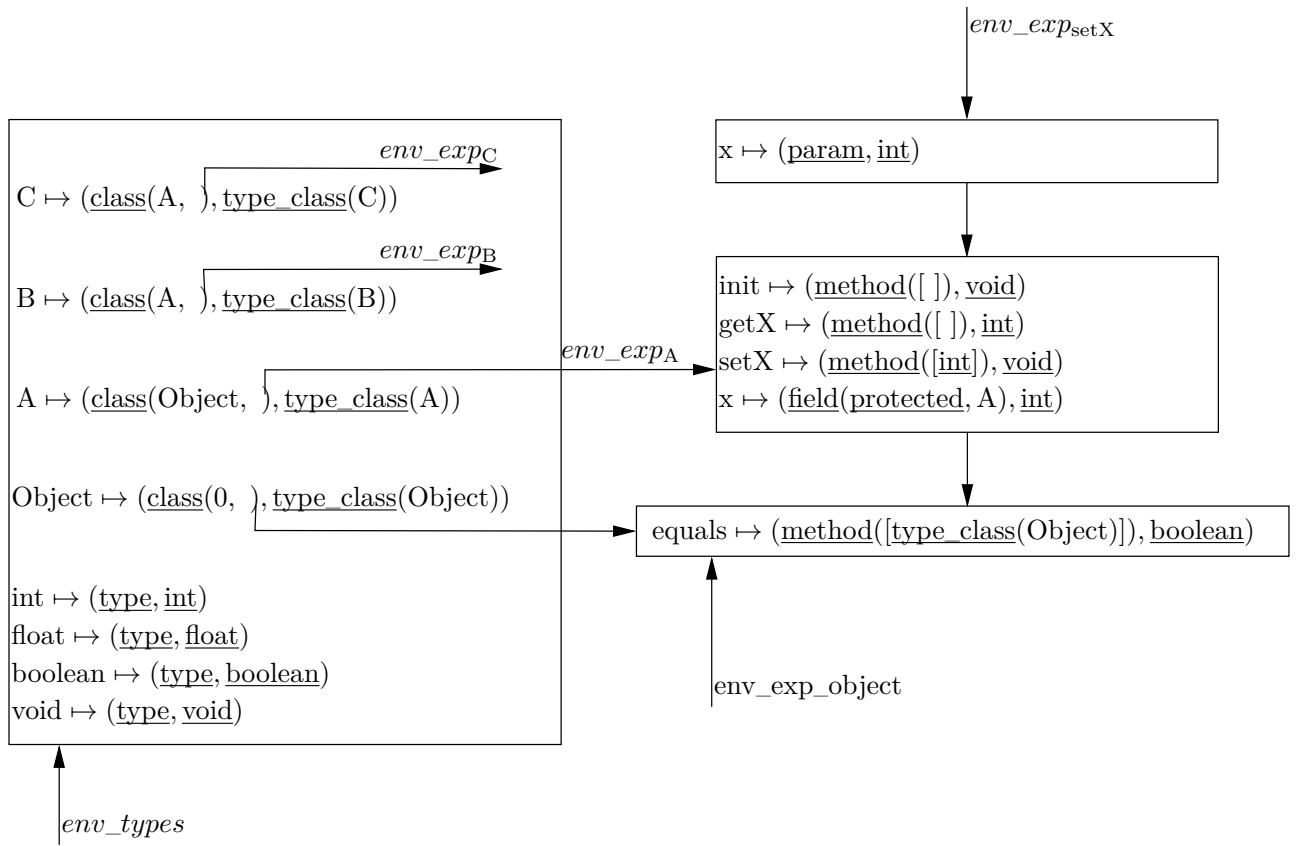 env_exp_setX
env_exp_C
C ↦ (class(A, ), type_class(C))
env_exp_B
B ↦ (class(A, ), type_class(B))
env_exp_A
A ↦ (class(Object, ), type_class(A))
Object ↦ (class(0, ), type_class(Object))
int ↦ (type, int)
float ↦ (type, float)
boolean ↦ (type, boolean)
void ↦ (type, void)
env_types
x ↦ (param, int)
init ↦ (method([ ]), void)
getX ↦ (method([ ]), int)
setX ↦ (method([int]), void)
x ↦ (field(protected, A), int)
equals ↦ (method([type_class(Object)]), boolean)
env_exp_object